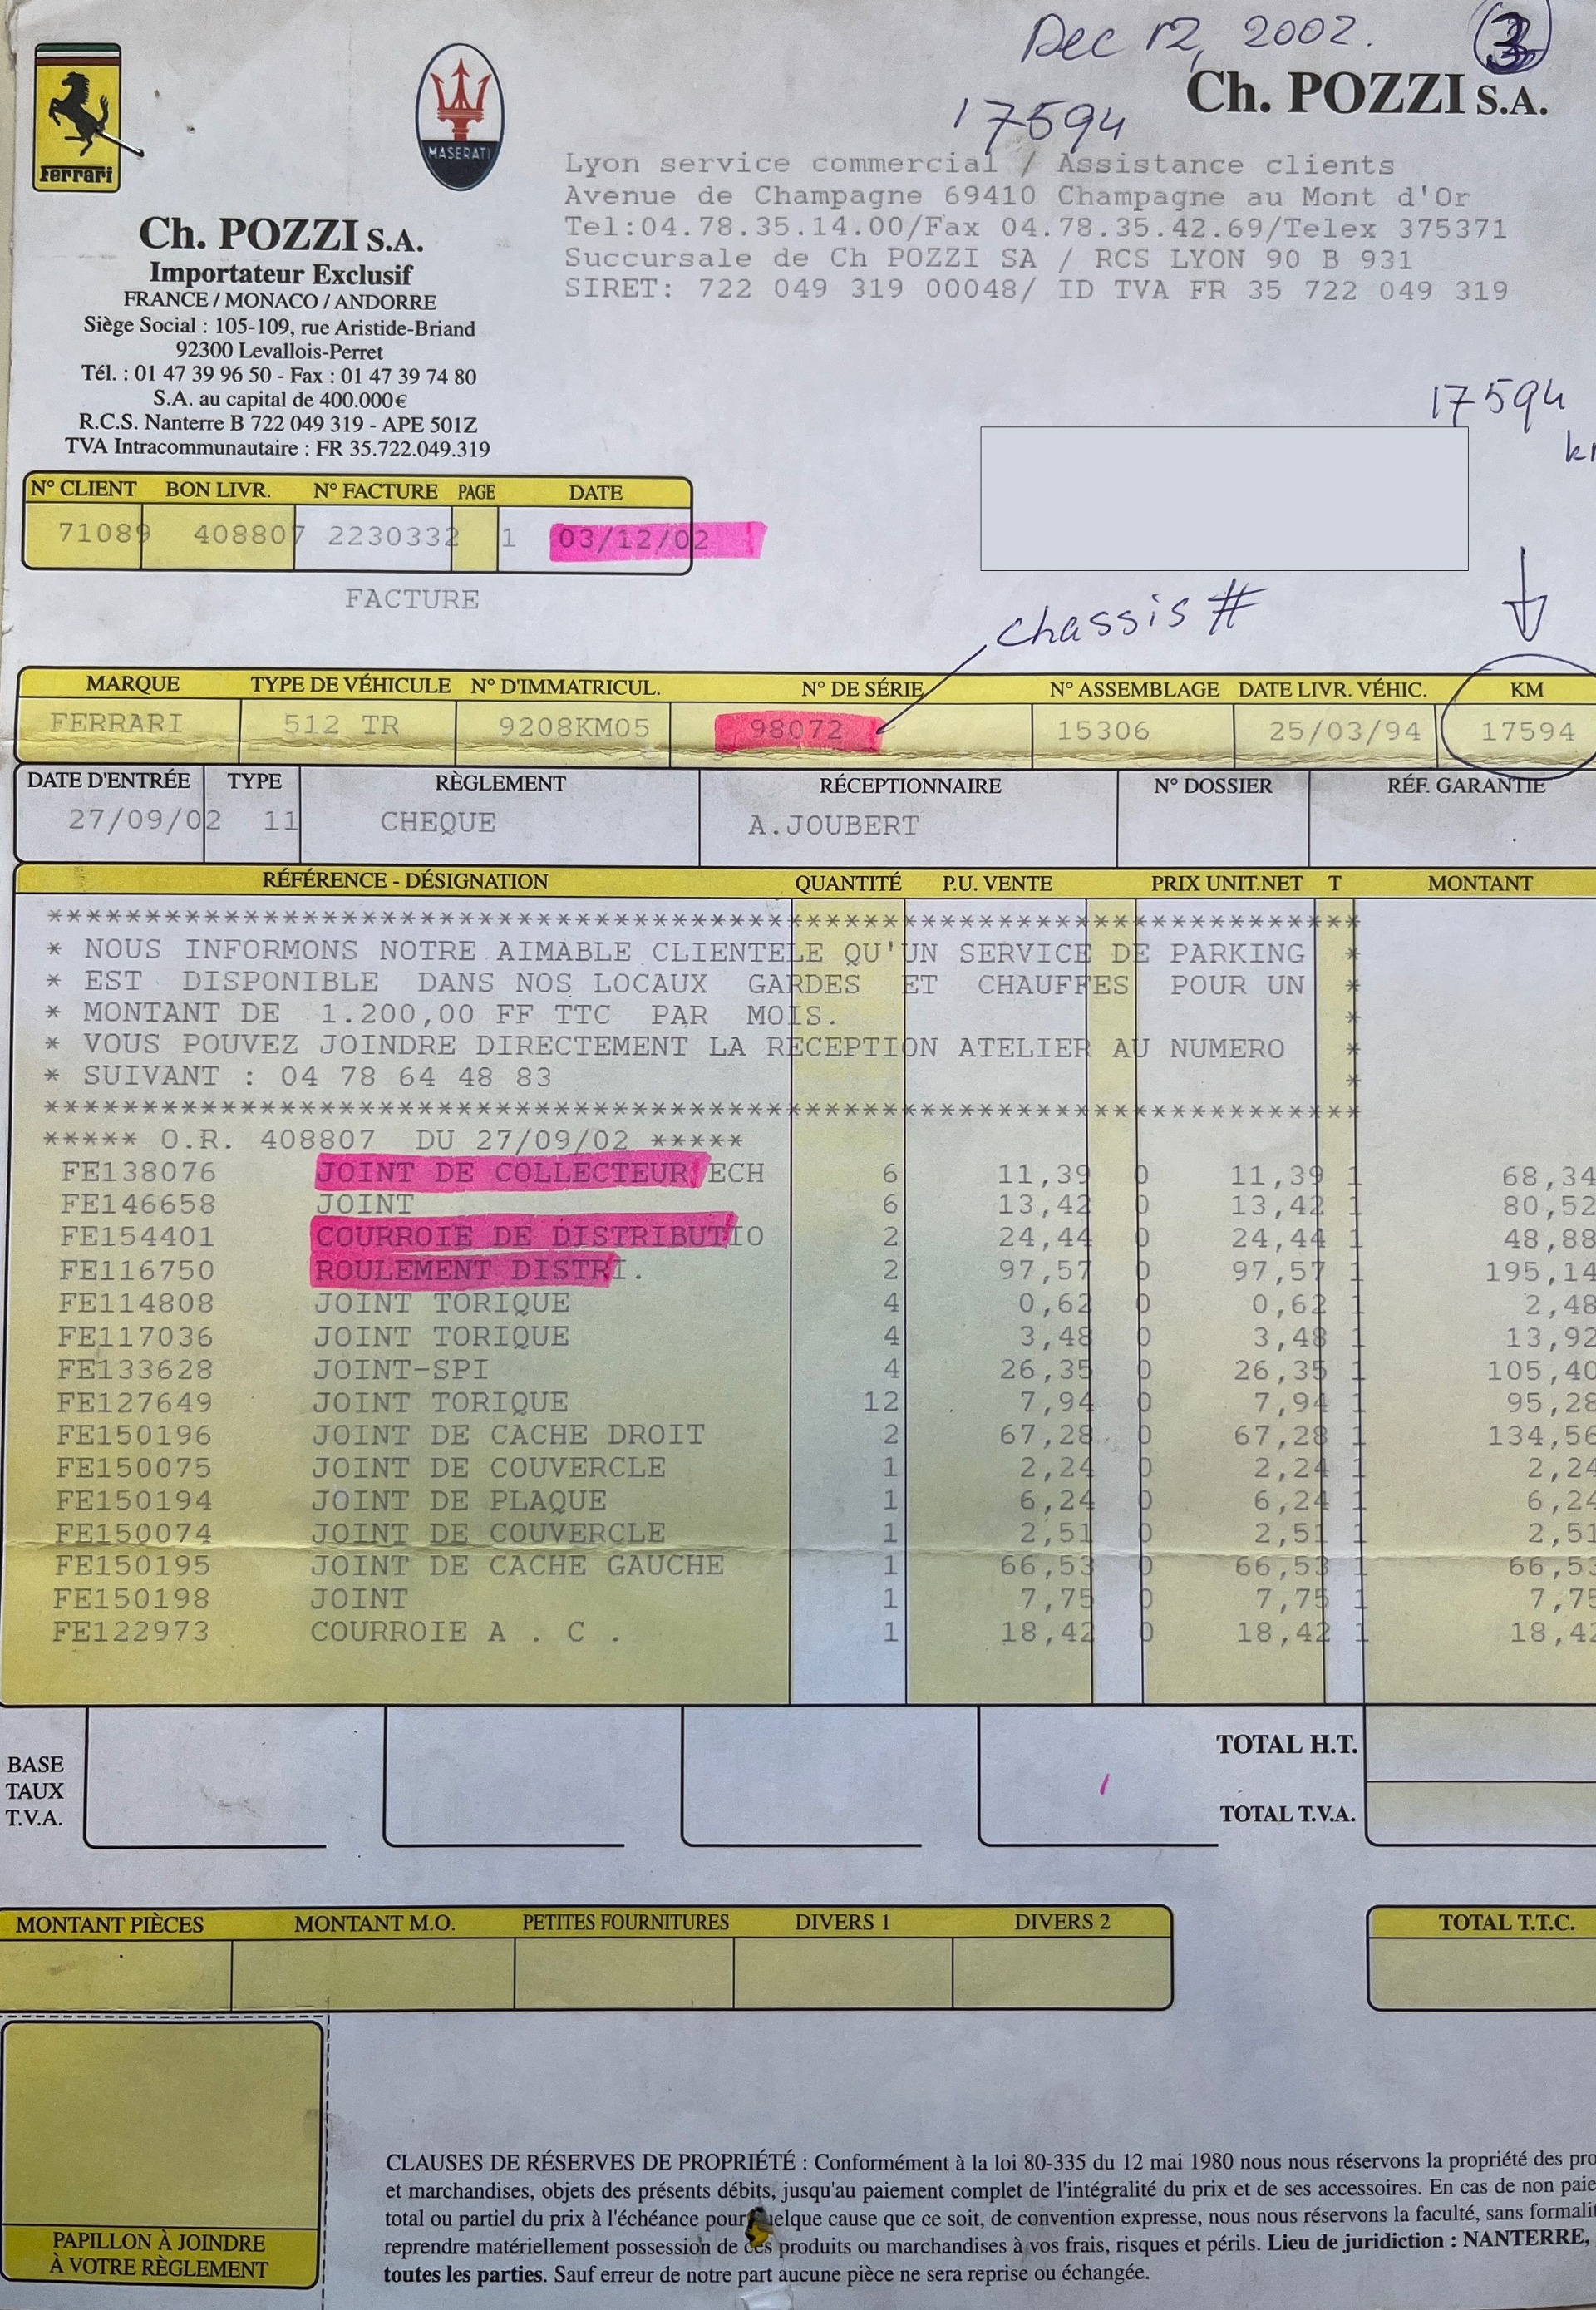 Dec 12, 2002.
3
17594
Ferrari
MASERATI
Ch. POZZI S.A.
Lyon service commercial / Assistance clients
Avenue de Champagne 69410 Champagne au Mont d'Or
Tel:04.78.35.14.00/Fax 04.78.35.42.69/Telex 375371
Succursale de Ch POZZI SA / RCS LYON 90 B 931
SIRET: 722 049 319 00048/ ID TVA FR 35 722 049 319
Ch. POZZI S.A.
Importateur Exclusif
FRANCE / MONACO / ANDORRE
Siège Social : 105-109, rue Aristide-Briand
92300 Levallois-Perret
Tél. : 01 47 39 96 50 - Fax : 01 47 39 74 80
S.A. au capital de 400.000€
R.C.S. Nanterre B 722 049 319 - APE 501Z
TVA Intracommunautaire : FR 35.722.049.319
17594
N° CLIENT BON LIVR. N° FACTURE PAGE DATE
71089 408807 2230332 1 03/12/02
FACTURE
chassis #
MARQUE TYPE DE VÉHICULE N° D'IMMATRICUL. N° DE SÉRIE N° ASSEMBLAGE DATE LIVR. VÉHIC. KM
FERRARI 512 TR 9208KM05 98072 15306 25/03/94 17594
DATE D'ENTRÉE TYPE RÈGLEMENT RÉCEPTIONNAIRE N° DOSSIER RÉF. GARANTIE
27/09/02 11 CHEQUE A.JOUBERT
RÉFÉRENCE - DÉSIGNATION QUANTITÉ P.U. VENTE PRIX UNIT.NET T MONTANT
*******************************************************************
* NOUS INFORMONS NOTRE AIMABLE CLIENTELE QU'UN SERVICE DE PARKING *
* EST DISPONIBLE DANS NOS LOCAUX GARDES ET CHAUFFES POUR UN *
* MONTANT DE 1.200,00 FF TTC PAR MOIS. *
* VOUS POUVEZ JOINDRE DIRECTEMENT LA RECEPTION ATELIER AU NUMERO *
* SUIVANT : 04 78 64 48 83 *
*******************************************************************
***** O.R. 408807 DU 27/09/02 *****
FE138076 JOINT DE COLLECTEUR ECH 6 11,39 0 11,39 1 68,34
FE146658 JOINT 6 13,42 0 13,42 1 80,52
FE154401 COURROIE DE DISTRIBUTIO 2 24,44 0 24,44 1 48,88
FE116750 ROULEMENT DISTRI. 2 97,57 0 97,57 1 195,14
FE114808 JOINT TORIQUE 4 0,62 0 0,62 1 2,48
FE117036 JOINT TORIQUE 4 3,48 0 3,48 1 13,92
FE133628 JOINT-SPI 4 26,35 0 26,35 1 105,40
FE127649 JOINT TORIQUE 12 7,94 0 7,94 1 95,28
FE150196 JOINT DE CACHE DROIT 2 67,28 0 67,28 1 134,56
FE150075 JOINT DE COUVERCLE 1 2,24 0 2,24 1 2,24
FE150194 JOINT DE PLAQUE 1 6,24 0 6,24 1 6,24
FE150074 JOINT DE COUVERCLE 1 2,51 0 2,51 1 2,51
FE150195 JOINT DE CACHE GAUCHE 1 66,53 0 66,53 1 66,53
FE150198 JOINT 1 7,75 0 7,75 1 7,75
FE122973 COURROIE A . C . 1 18,42 0 18,42 1 18,42
TOTAL H.T.
BASE
TAUX
T.V.A.
TOTAL T.V.A.
MONTANT PIÈCES MONTANT M.O. PETITES FOURNITURES DIVERS 1 DIVERS 2 TOTAL T.T.C.
CLAUSES DE RÉSERVES DE PROPRIÉTÉ : Conformément à la loi 80-335 du 12 mai 1980 nous nous réservons la propriété des
et marchandises, objets des présents débits, jusqu'au paiement complet de l'intégralité du prix et de ses accessoires. En cas de non
total ou partiel du prix à l'échéance pour quelque cause que ce soit, de convention expresse, nous nous réservons la faculté, sans
reprendre matériellement possession de ces produits ou marchandises à vos frais, risques et périls. Lieu de juridiction : NANTERRE,
toutes les parties. Sauf erreur de notre part aucune pièce ne sera reprise ou échangée.
PAPILLON À JOINDRE
À VOTRE RÈGLEMENT